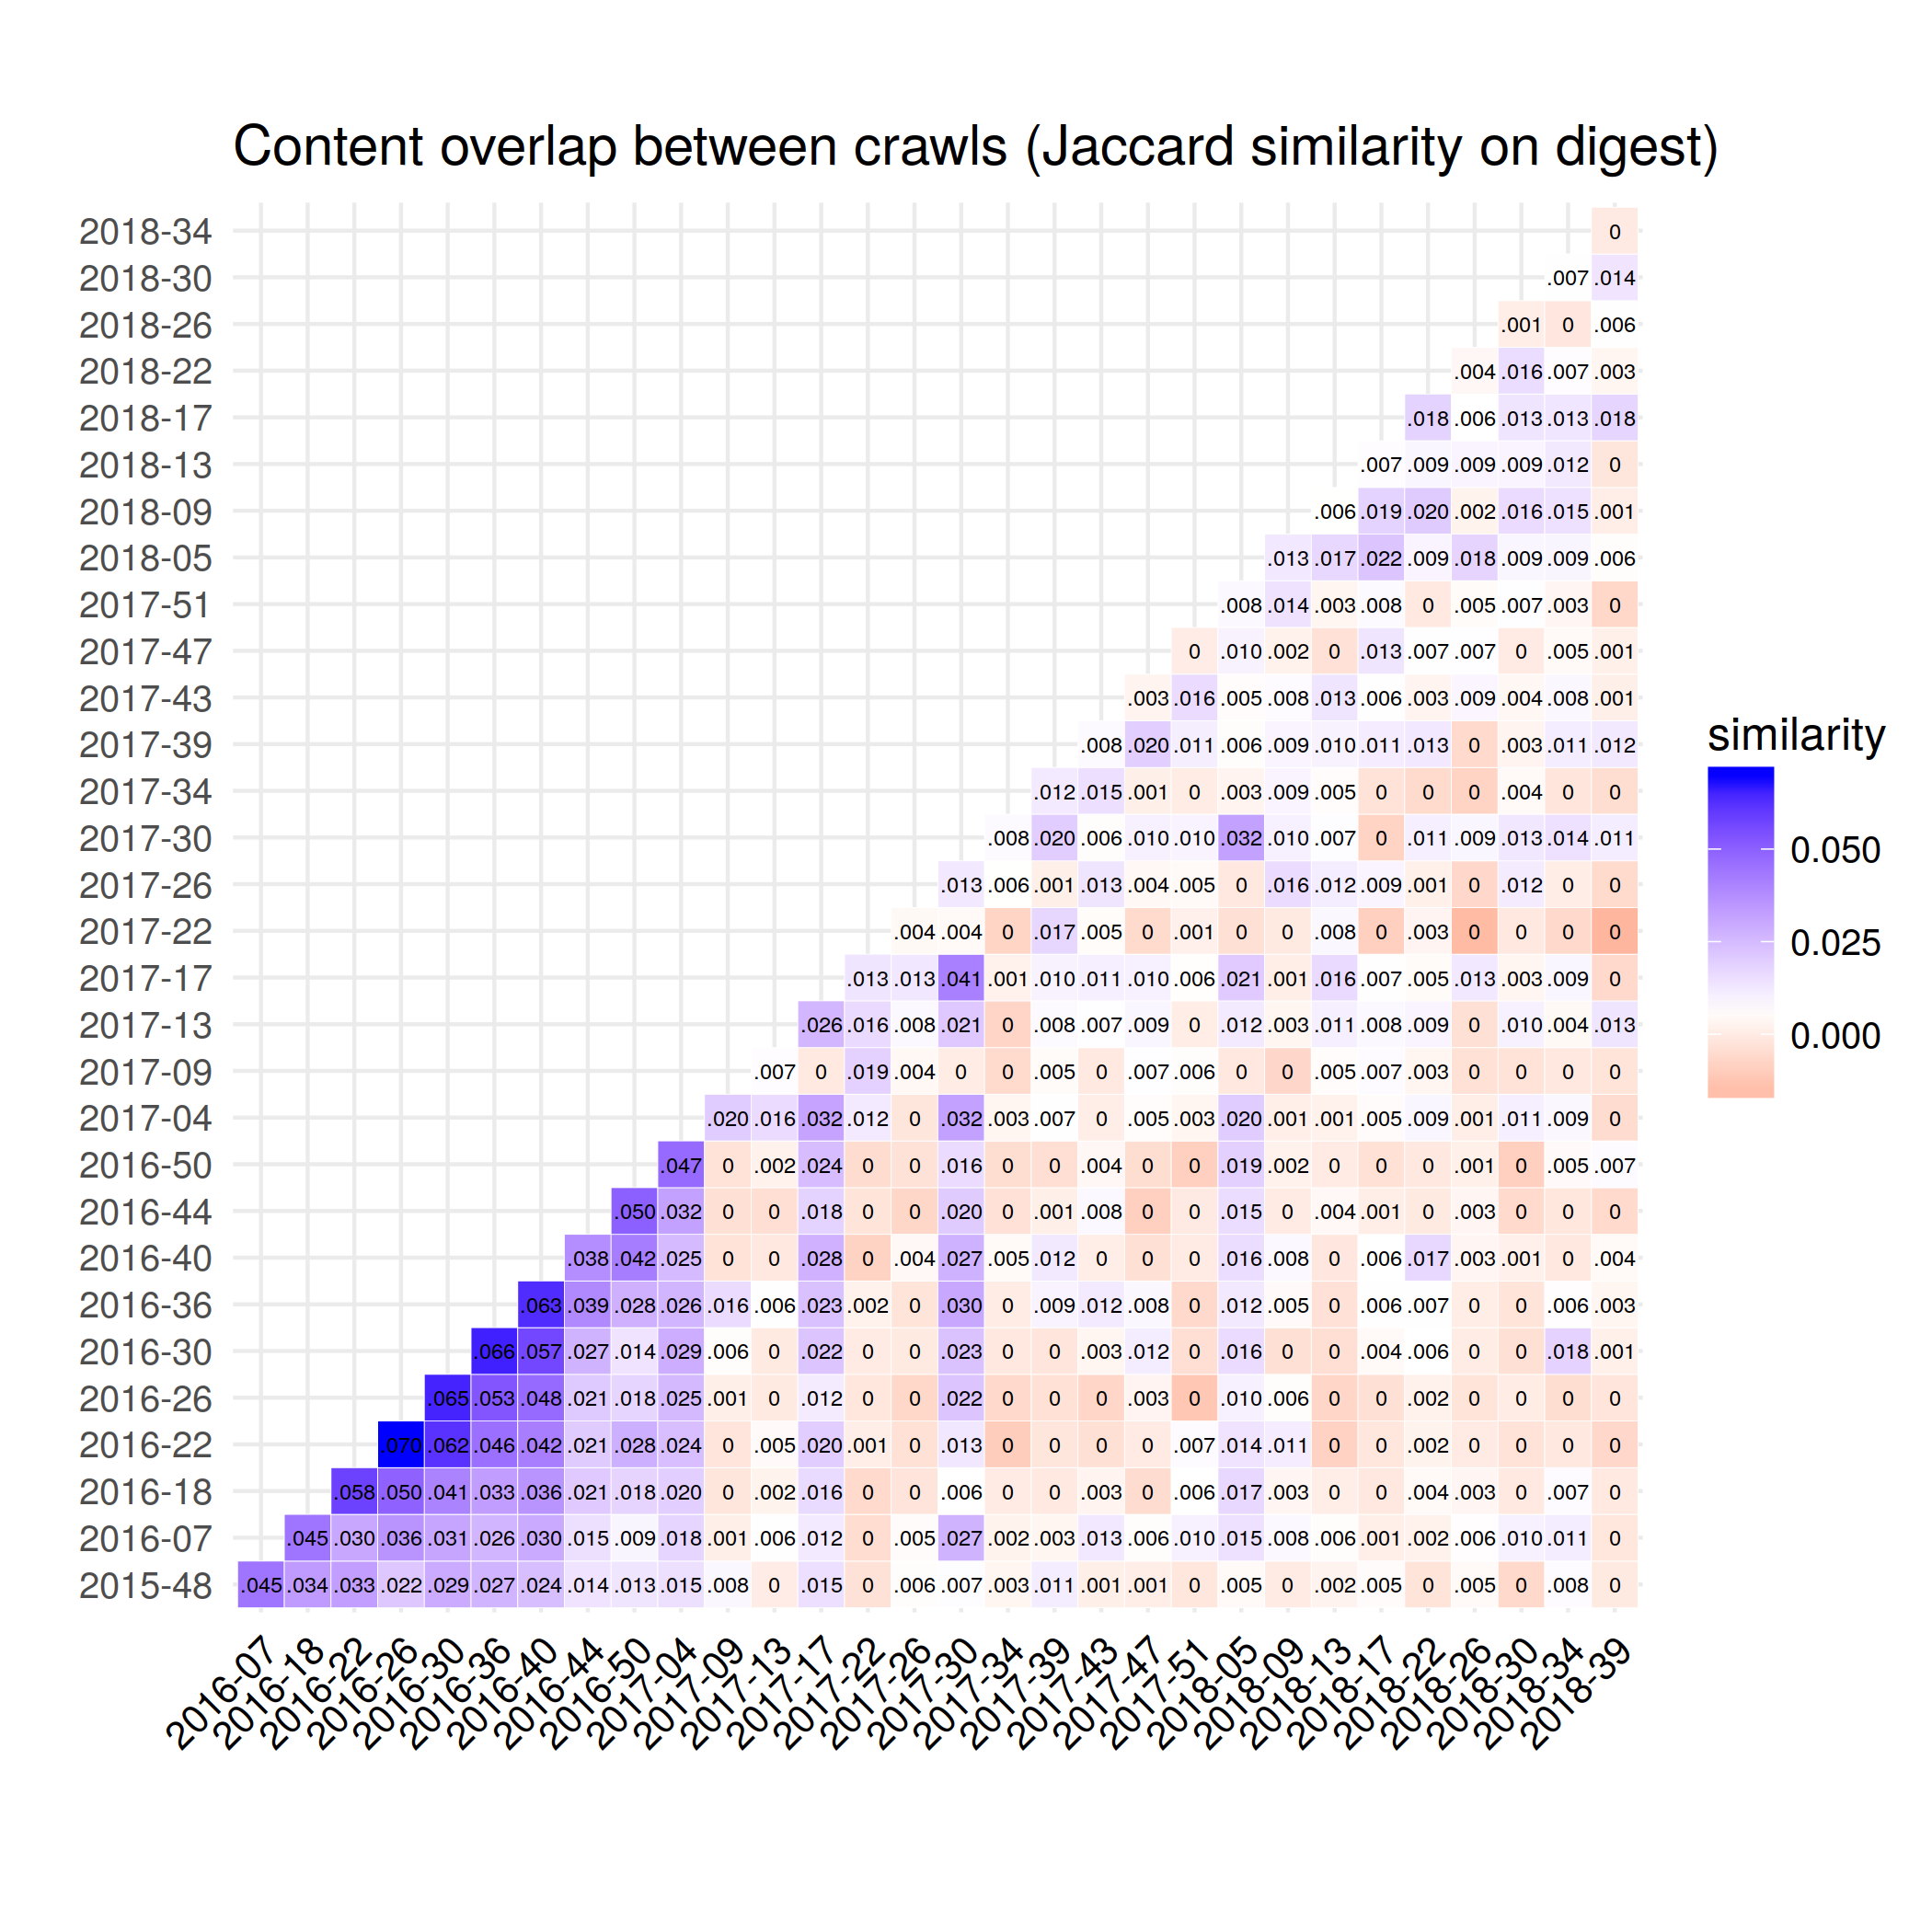 Content overlap between crawls (Jaccard similarity on digest)
2018-34 0
2018-30 .007 .014
2018-26 .001 0 .006
2018-22 .004 .016 .007 .003
2018-17 .018 .006 .013 .013 .018
2018-13 .007 .009 .009 .009 .012 0
2018-09 .006 .019 .020 .002 .016 .015 .001
2018-05 .013 .017 .022 .009 .018 .009 .009 .006
2017-51 .008 .014 .003 .008 0 .005 .007 .003 0
2017-47 0 .010 .002 0 .013 .007 .007 0 .005 .001
2017-43 .003 .016 .005 .008 .013 .006 .003 .009 .004 .008 .001
2017-39 .008 .020 .011 .006 .009 .010 .011 .013 0 .003 .011 .012
2017-34 .012 .015 .001 0 .003 .009 .005 0 0 0 .004 0 0
2017-30 .008 .020 .006 .010 .010 .032 .010 .007 0 .011 .009 .013 .014 .011
2017-26 .013 .006 .001 .013 .004 .005 0 .016 .012 .009 .001 0 .012 0 0
2017-22 .004 .004 0 .017 .005 0 .001 0 0 .008 0 .003 0 0 0 0
2017-17 .013 .013 .041 .001 .010 .011 .010 .006 .021 .001 .016 .007 .005 .013 .003 .009 0
2017-13 .026 .016 .008 .021 0 .008 .007 .009 0 .012 .003 .011 .008 .009 0 .010 .004 .013
2017-09 .007 0 .019 .004 0 0 .005 0 .007 .006 0 0 .005 .007 .003 0 0 0 0
2017-04 .020 .016 .032 .012 0 .032 .003 .007 0 .005 .003 .020 .001 .001 .005 .009 .001 .011 .009 0
2016-50 .047 0 .002 .024 0 0 .016 0 0 .004 0 0 .019 .002 0 0 0 .001 0 .005 .007
2016-44 .050 .032 0 0 .018 0 0 .020 0 .001 .008 0 0 .015 0 .004 .001 0 .003 0 0 0
2016-40 .038 .042 .025 0 0 .028 0 .004 .027 .005 .012 0 0 0 .016 .008 0 .006 .017 .003 .001 0 .004
2016-36 .063 .039 .028 .026 .016 .006 .023 .002 0 .030 0 .009 .012 .008 0 .012 .005 0 .006 .007 0 0 .006 .003
2016-30 .066 .057 .027 .014 .029 .006 0 .022 0 0 .023 0 0 .003 .012 0 .016 0 0 .004 .006 0 0 .018 .001
2016-26 .065 .053 .048 .021 .018 .025 .001 0 .012 0 0 .022 0 0 0 .003 0 .010 .006 0 0 .002 0 0 0 0
2016-22 .070 .062 .046 .042 .021 .028 .024 0 .005 .020 .001 0 .013 0 0 0 0 .007 .014 .011 0 0 .002 0 0 0 0
2016-18 .058 .050 .041 .033 .036 .021 .018 .020 0 .002 .016 0 0 .006 0 0 .003 0 .006 .017 .003 0 0 .004 .003 0 .007 0
2016-07 .045 .030 .036 .031 .026 .030 .015 .009 .018 .001 .006 .012 0 .005 .027 .002 .003 .013 .006 .010 .015 .008 .006 .001 .002 .006 .010 .011 0
2015-48 .045 .034 .033 .022 .029 .027 .024 .014 .013 .015 .008 0 .015 0 .006 .007 .003 .011 .001 .001 0 .005 0 .002 .005 0 .005 0 .008 0
2016-07 2016-18 2016-22 2016-26 2016-30 2016-36 2016-40 2016-44 2016-50 2017-04 2017-09 2017-13 2017-17 2017-22 2017-26 2017-30 2017-34 2017-39 2017-43 2017-47 2017-51 2018-05 2018-09 2018-13 2018-17 2018-22 2018-26 2018-30 2018-34 2018-39
similarity
0.050
0.025
0.000